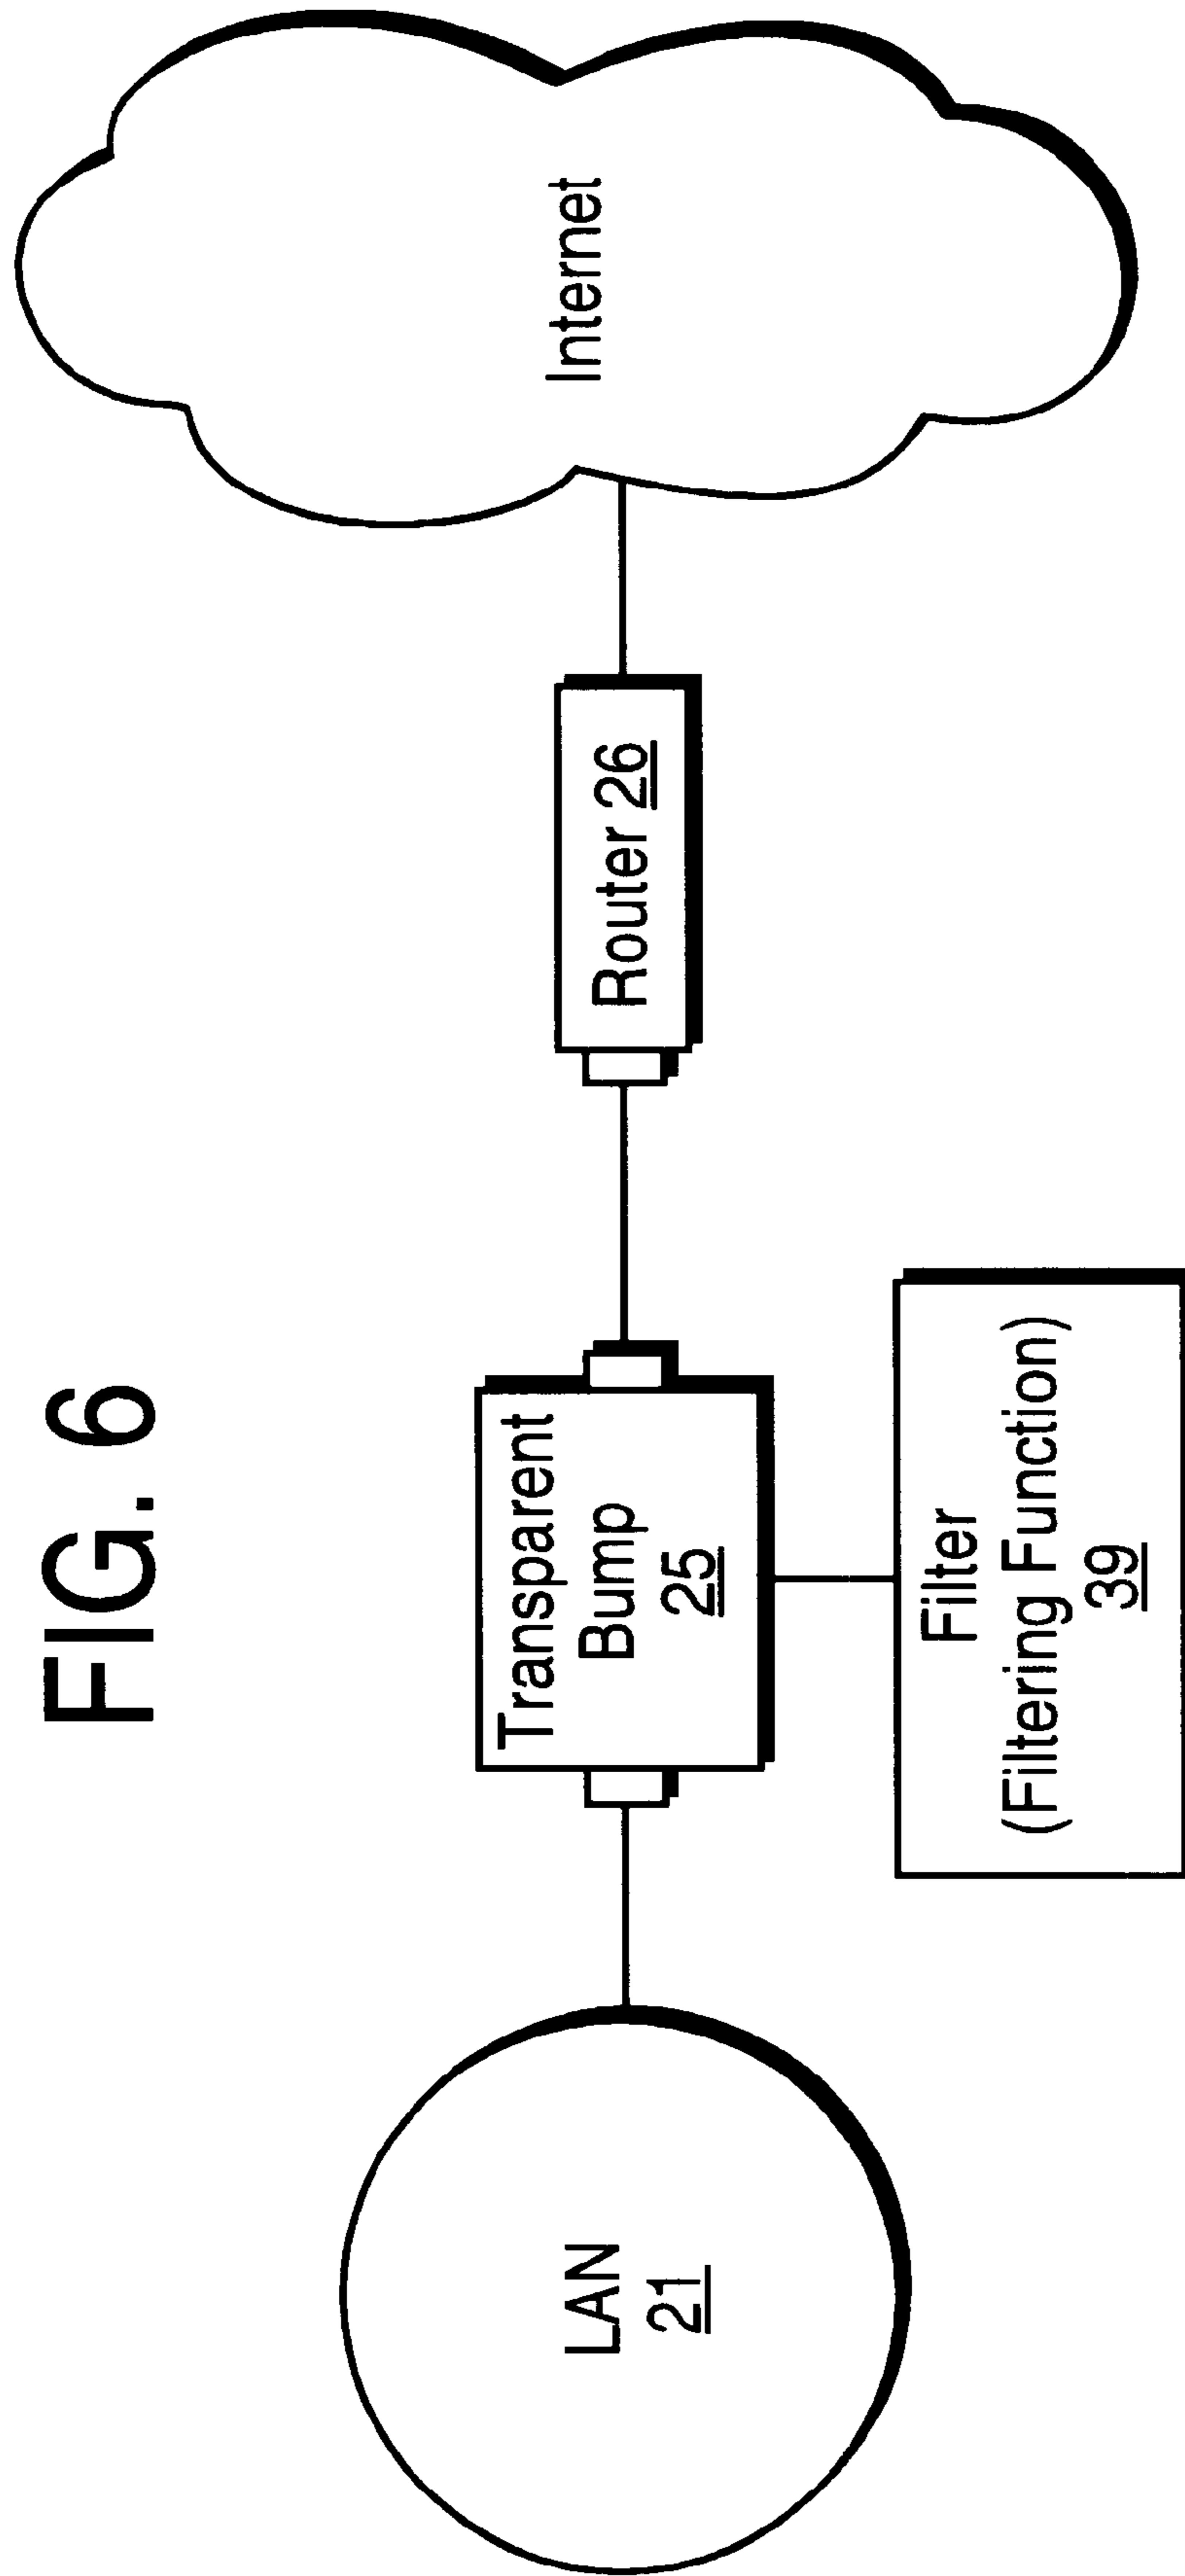 FIG. 6
LAN
21
Transparent
Bump
25
Filter
(Filtering Function)
39
Router 26
Internet